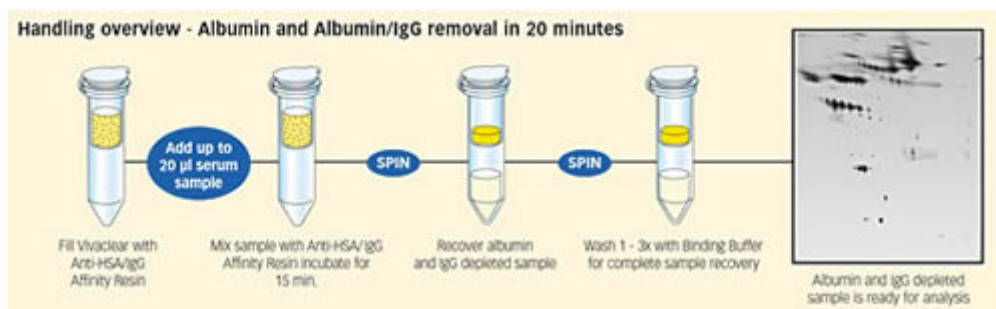 Handling overview - Albumin and Albumin/IgG removal in 20 minutes
Add up to
20 µl serum
sample
SPIN
SPIN
Fill Vivaclear with
Anti-HSA/IgG
Affinity Resin
Mix sample with Anti-HSA/IgG
Affinity Resin incubate for
15 min.
Recover albumin
and IgG depleted sample
Wash 1 - 3x with Binding Buffer
for complete sample recovery
Albumin and IgG depleted
sample is ready for analysis